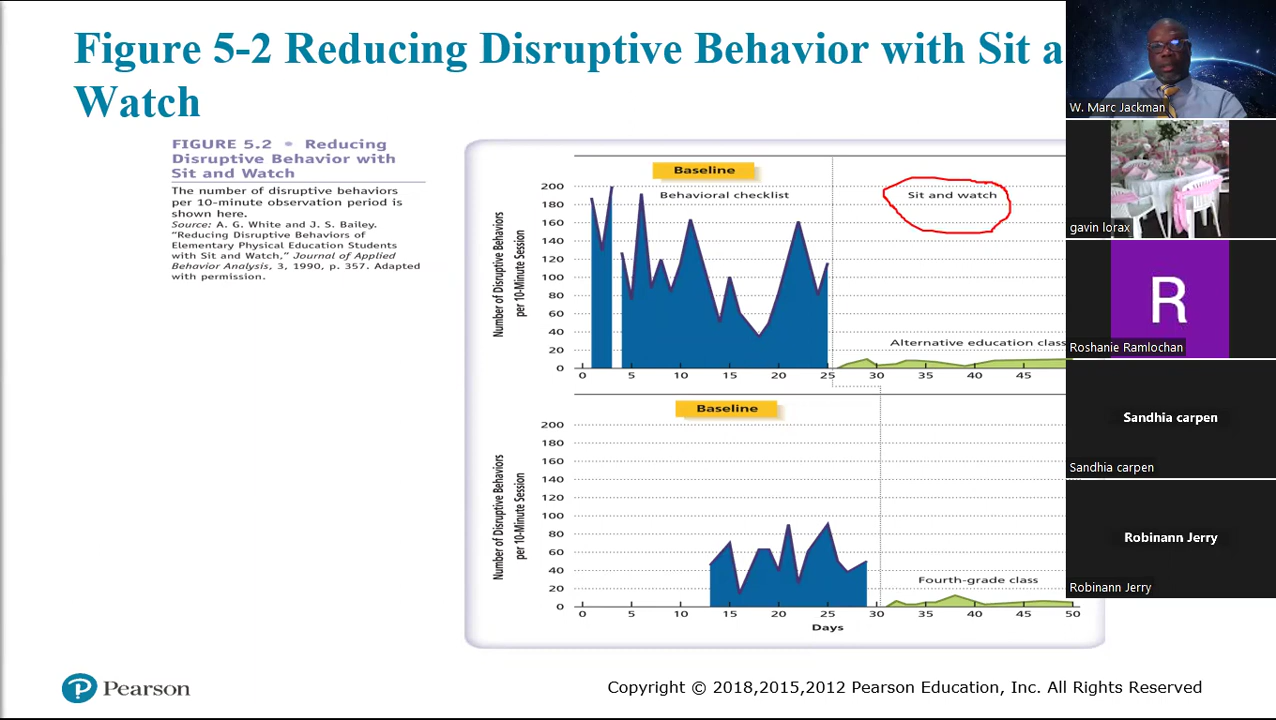 Figure 5-2 Reducing Disruptive Behavior with Sit a
Watch
FIGURE 5.2 • Reducing
Disruptive Behavior with
Sit and Watch
The number of disruptive behaviors
per 10-minute observation period is
shown here.
Source: A. G. White and J. S. Bailey.
"Reducing Disruptive Behaviors of
Elementary Physical Education Students
with Sit and Watch," Journal of Applied
Behavior Analysis, 3, 1990, p. 357. Adapted
with permission.
Baseline
Behavioral checklist
Sit and watch
Number of Disruptive Behaviors
per 10-Minute Session
200
180
160
140
120
100
80
60
40
20
0
Alternative education class
0 5 10 15 20 25 30 35 40 45
Baseline
Number of Disruptive Behaviors
per 10-Minute Session
200
180
160
140
120
100
80
60
40
20
0
Fourth-grade class
0 5 10 15 20 25 30 35 40 45 50
Days
Pearson
Copyright © 2018,2015,2012 Pearson Education, Inc. All Rights Reserved
W. Marc Jackman
gavin lorax
R
Roshanie Ramlochan
Sandhia carpen
Sandhia carpen
Robinann Jerry
Robinann Jerry